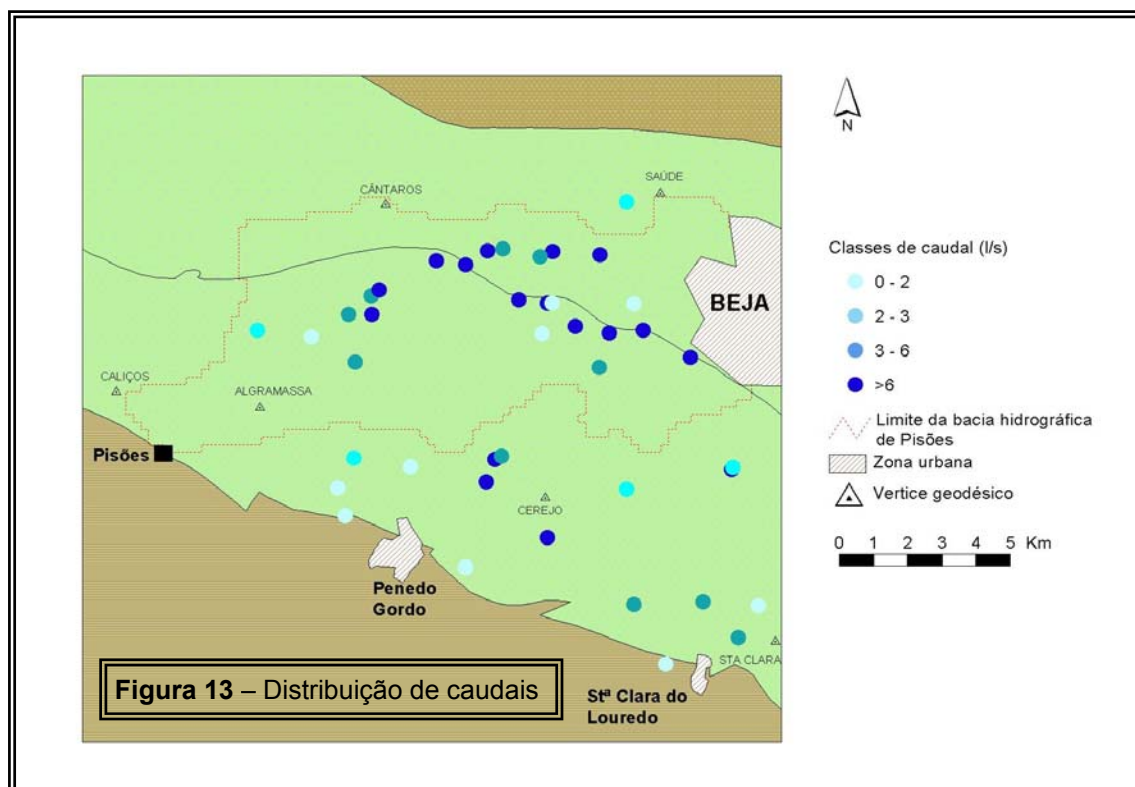 N
SAÚDE
CÂNTAROS
Classes de caudal (l/s)
0 - 2
2 - 3
3 - 6
>6
BEJA
CALIÇOS
ALGRAMASSA
Limite da bacia hidrográfica
de Pisões
Pisões
Zona urbana
Vertice geodésico
CEREJO
0 1 2 3 4 5 Km
Penedo
Gordo
STA CLARA
Figura 13 – Distribuição de caudais
Stª Clara do
Louredo